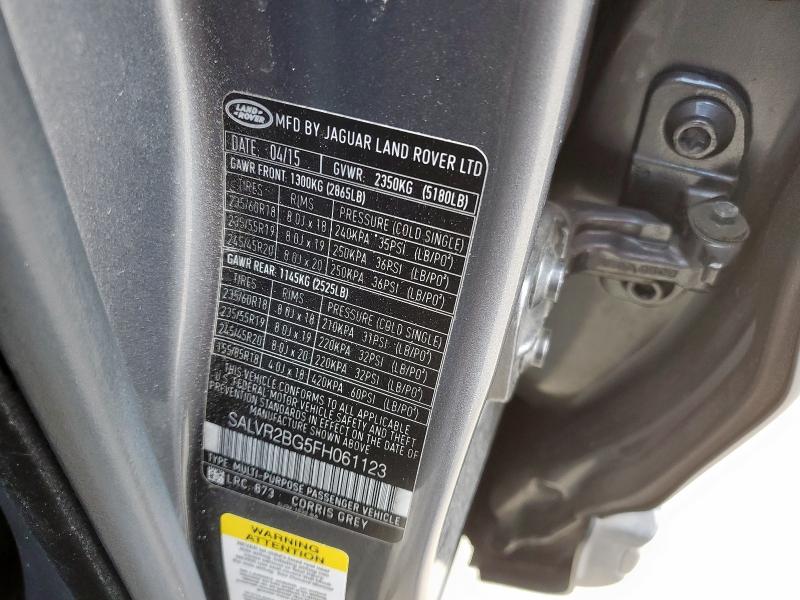 LAND ROVER
MFD BY JAGUAR LAND ROVER LTD
DATE: 04/15 GVWR: 2350KG (5180LB)
GAWR FRONT: 1300KG (2865LB)
TIRES RIMS PRESSURE (COLD SINGLE)
235/60R18 8.0J x 18 240KPA 35PSI (LB/PO²)
235/55R19 8.0J x 19 250KPA 36PSI (LB/PO²)
245/45R20 8.0J x 20 250KPA 36PSI (LB/PO²)
GAWR REAR: 1145KG (2525LB)
TIRES RIMS PRESSURE (COLD SINGLE)
235/60R18 8.0J x 18 210KPA 31PSI (LB/PO²)
235/55R19 8.0J x 19 220KPA 32PSI (LB/PO²)
245/45R20 8.0J x 20 220KPA 32PSI (LB/PO²)
155/85R18 4.0J x 18 420KPA 60PSI (LB/PO²)
THIS VEHICLE CONFORMS TO ALL APPLICABLE
U.S. FEDERAL MOTOR VEHICLE SAFETY AND THEFT
PREVENTION STANDARDS IN EFFECT ON THE DATE OF
MANUFACTURE SHOWN ABOVE
SALVR2BG5FH061123
TYPE: MULTI-PURPOSE PASSENGER VEHICLE
LRC: 873 CORRIS GREY
WARNING
ATTENTION